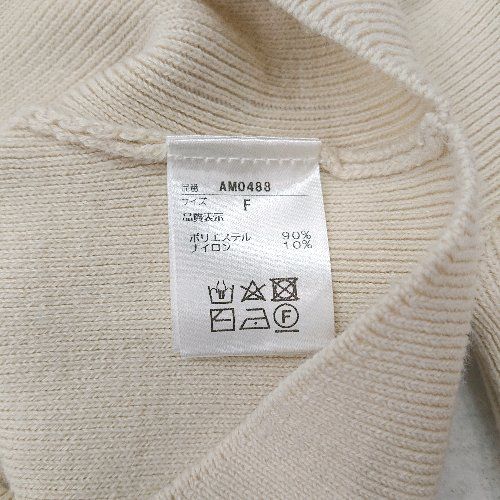 品番 AM0488
サイズ F
品質表示
ポリエステル 90%
ナイロン 10%
F